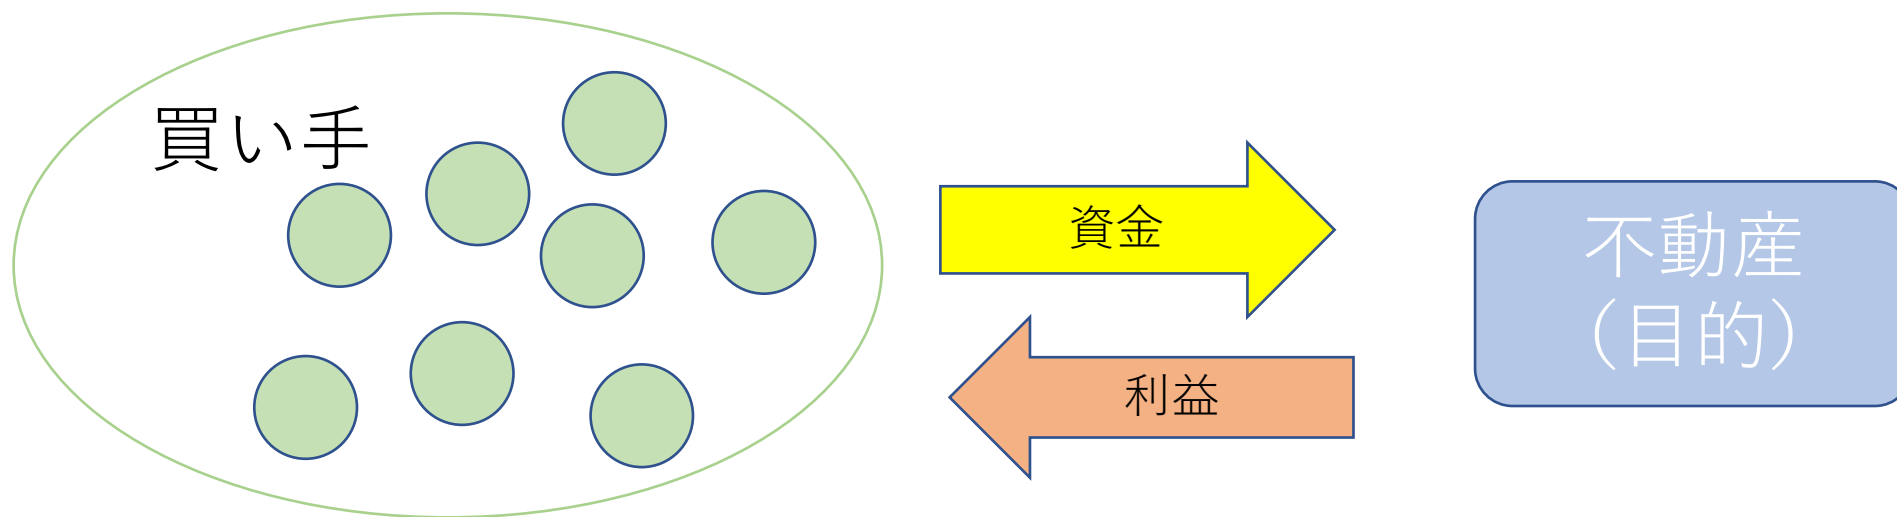 買い手
資金
利益
不動産
（目的）